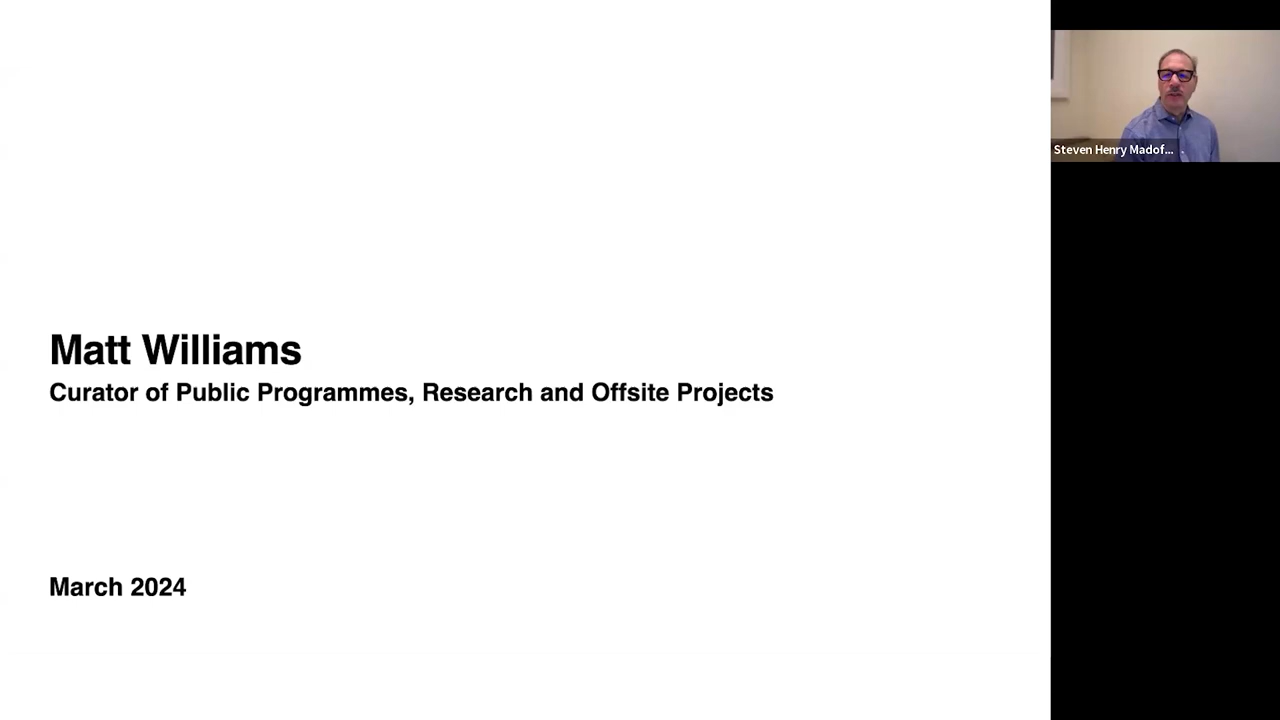 Matt Williams
Curator of Public Programmes, Research and Offsite Projects
March 2024
Steven Henry Madof...